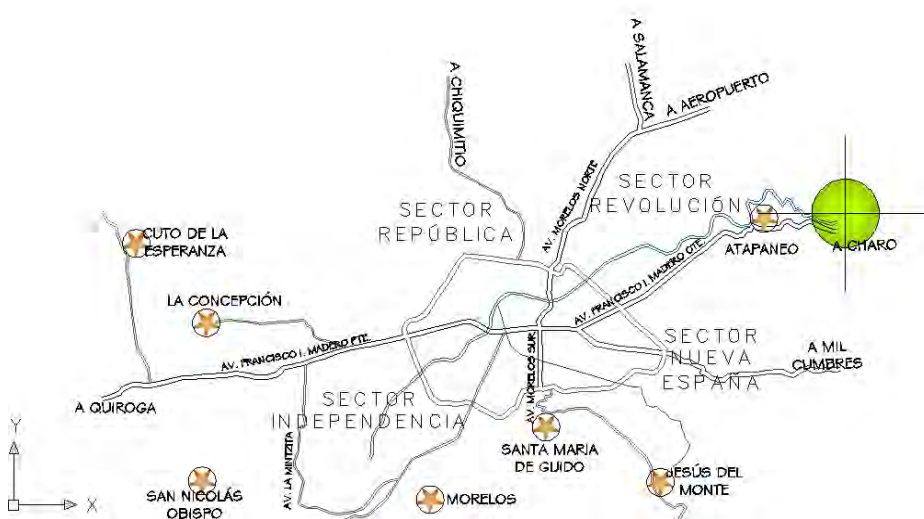 A SALAMANCA
A CHIQUIMITIO
A AEROPUERTO
AV. MORELOS NORTE
SECTOR
REVOLUCIÓN
SECTOR
REPÚBLICA
CUTO DE LA
ESPERANZA
ATAPANEO
A CHARO
AV. FRANCISCO I. MADERO OTE.
LA CONCEPCIÓN
AV. FRANCISCO I. MADERO PTE.
SECTOR
NUEVA
ESPAÑA
A MIL
CUMBRES
A QUIROGA
SECTOR
INDEPENDENCIA
AV. MORELOS SUR
Y
SANTA MARIA
DE GUIDO
AV. LA MINTZITA
SAN NICOLÁS
OBISPO
MORELOS
JESÚS DEL
MONTE
X